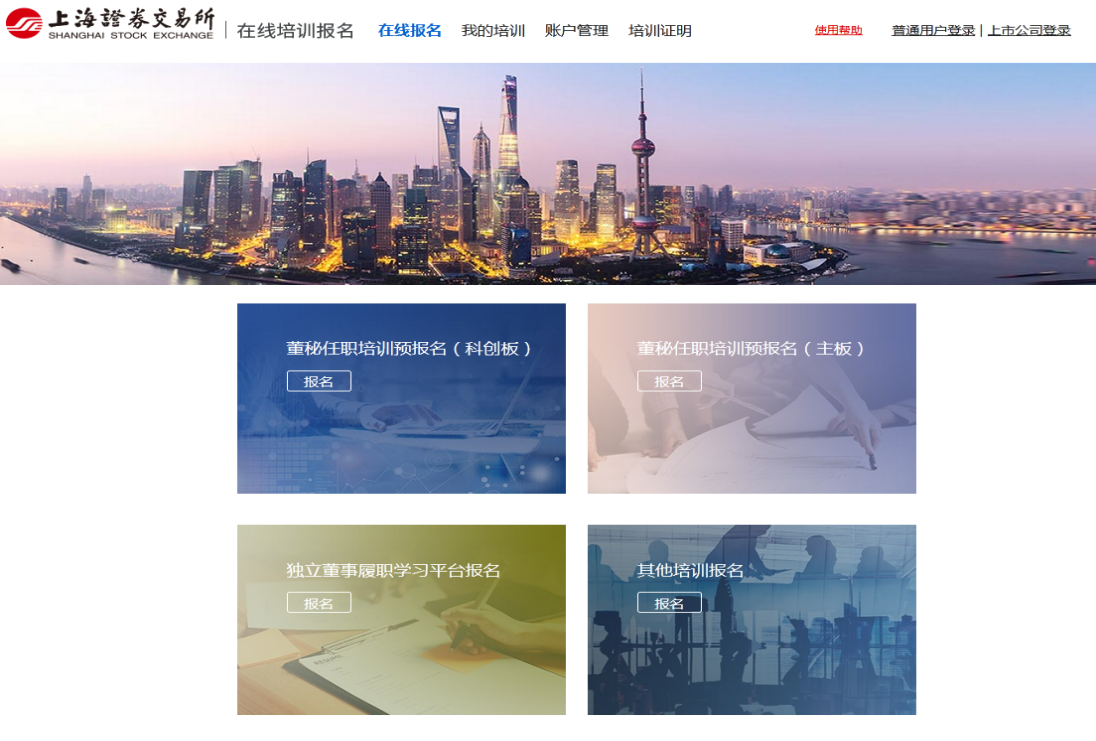 上海證券交易所
SHANGHAI STOCK EXCHANGE
在线培训报名
在线报名 我的培训 账户管理 培训证明
使用帮助
普通用户登录 | 上市公司登录
董秘任职培训预报名（科创板）
报名
董秘任职培训预报名（主板）
报名
独立董事履职学习平台报名
报名
其他培训报名
报名
RESUME